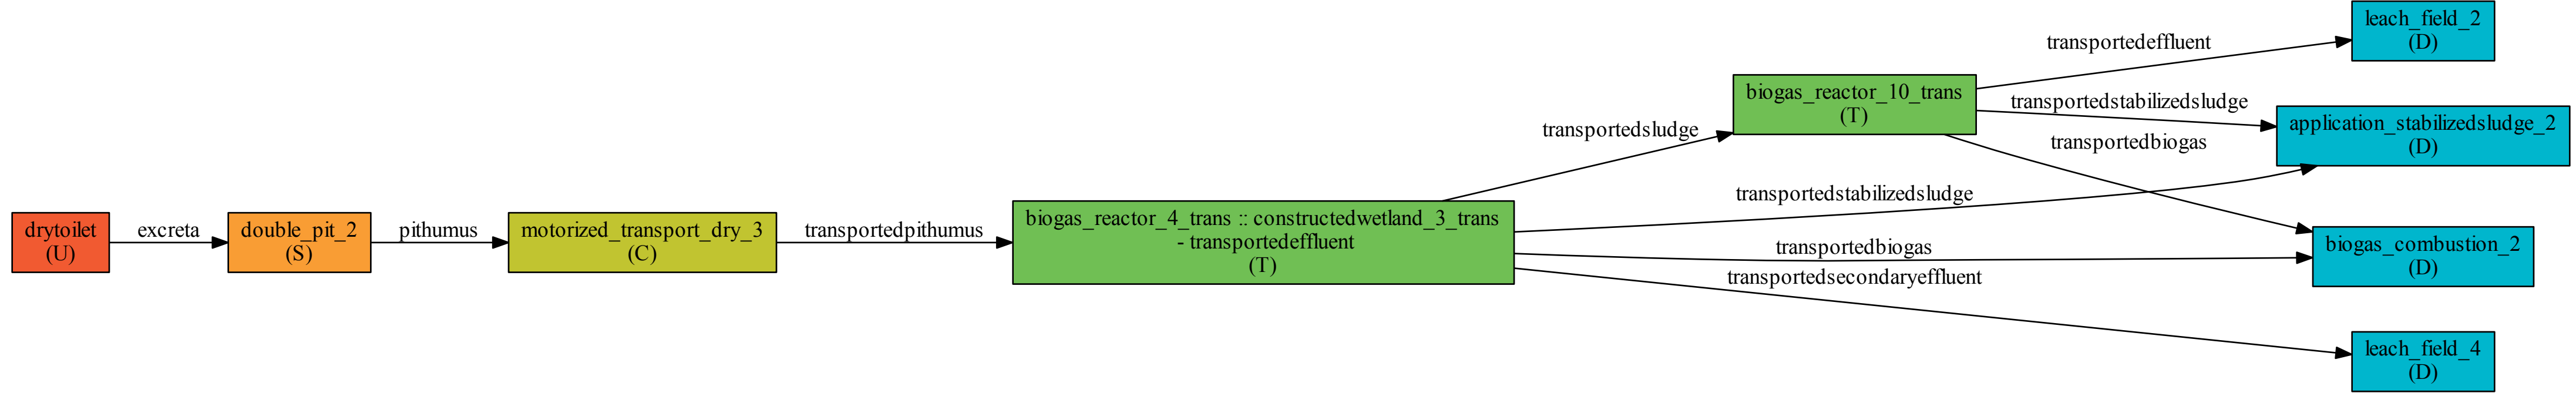 drytoilet
(U)
excreta
double_pit_2
(S)
pithumus
motorized_transport_dry_3
(C)
transportedpithumus
biogas_reactor_4_trans :: constructedwetland_3_trans
- transportedeffluent
(T)
transportedsludge
biogas_reactor_10_trans
(T)
transportedeffluent
transportedstabilizedsludge
transportedbiogas
transportedstabilizedsludge
transportedbiogas
transportedsecondaryeffluent
leach_field_2
(D)
application_stabilizedsludge_2
(D)
biogas_combustion_2
(D)
leach_field_4
(D)